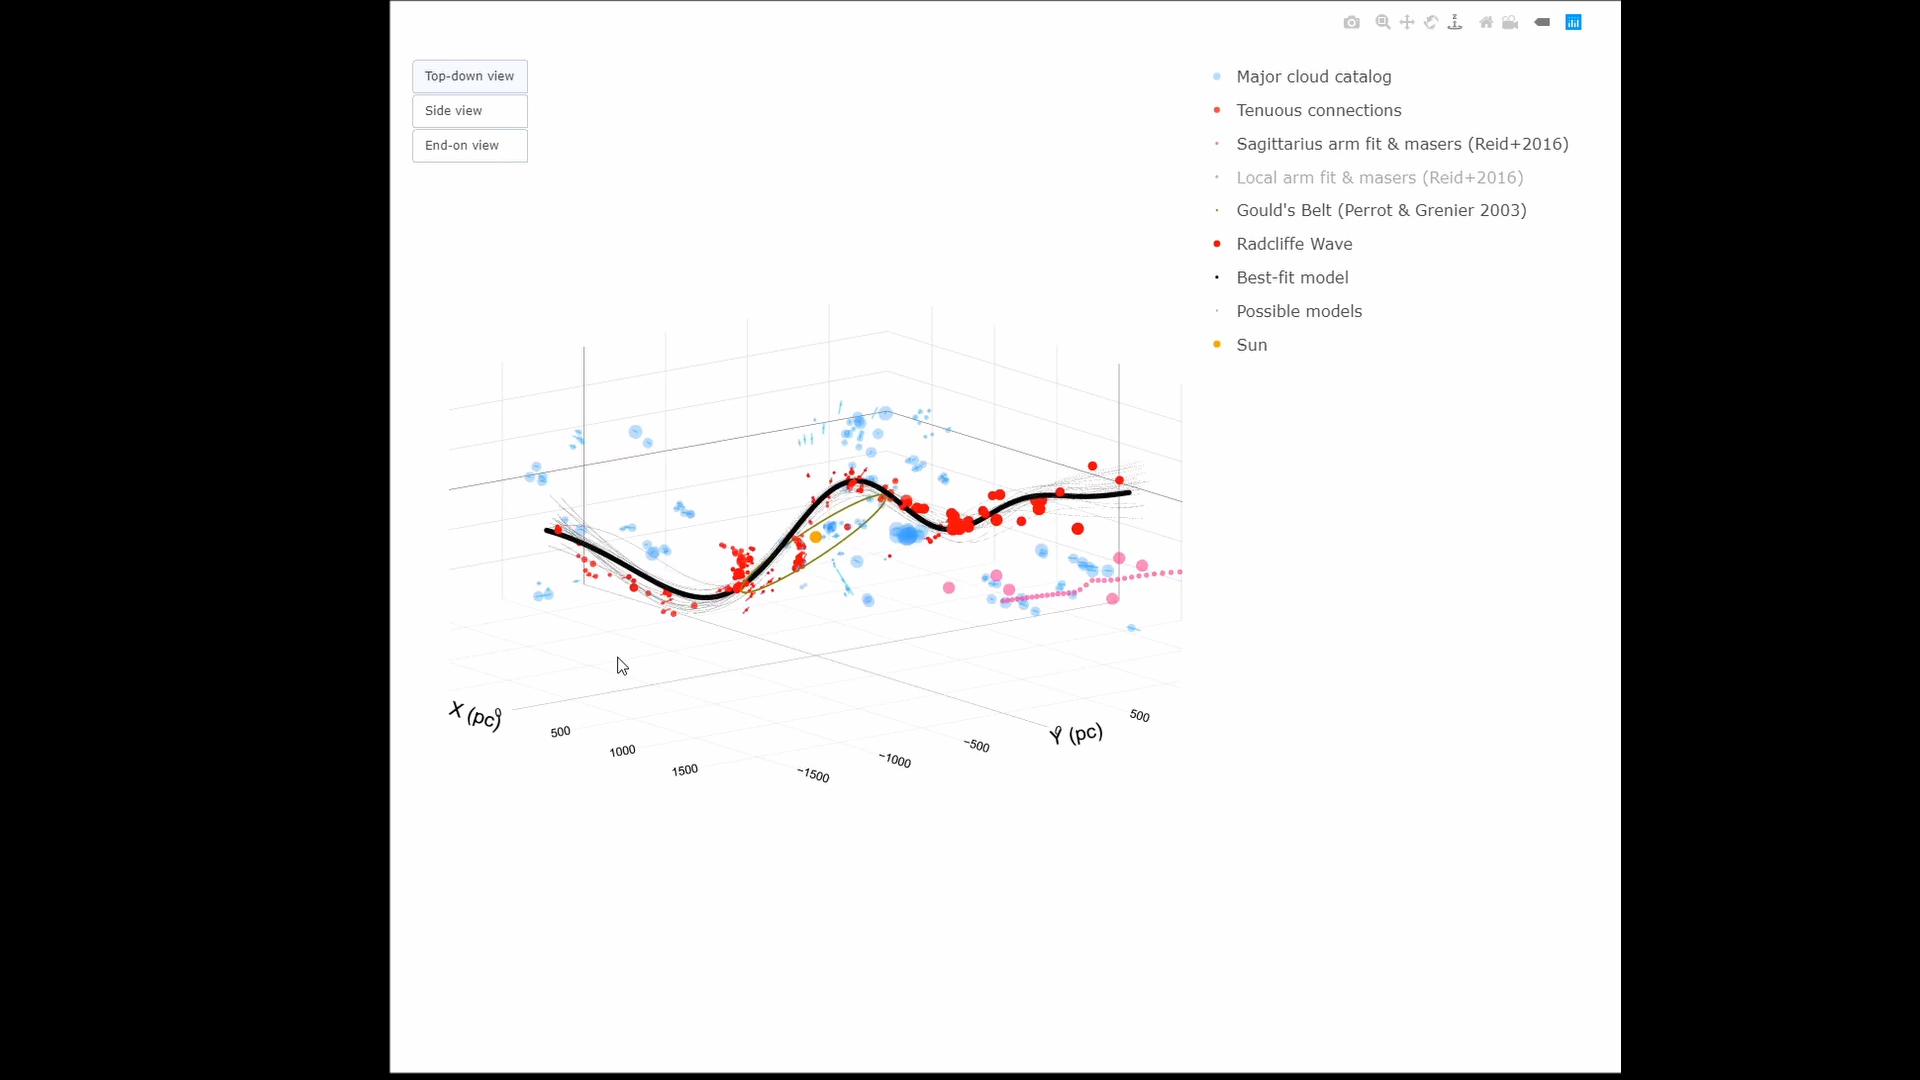 Top-down view
Side view
End-on view
Major cloud catalog
Tenuous connections
Sagittarius arm fit & masers (Reid+2016)
Local arm fit & masers (Reid+2016)
Gould's Belt (Perrot & Grenier 2003)
Radcliffe Wave
Best-fit model
Possible models
Sun
X (pc)
0
500
1000
1500
−1500
−1000
−500
0
Y (pc)
500